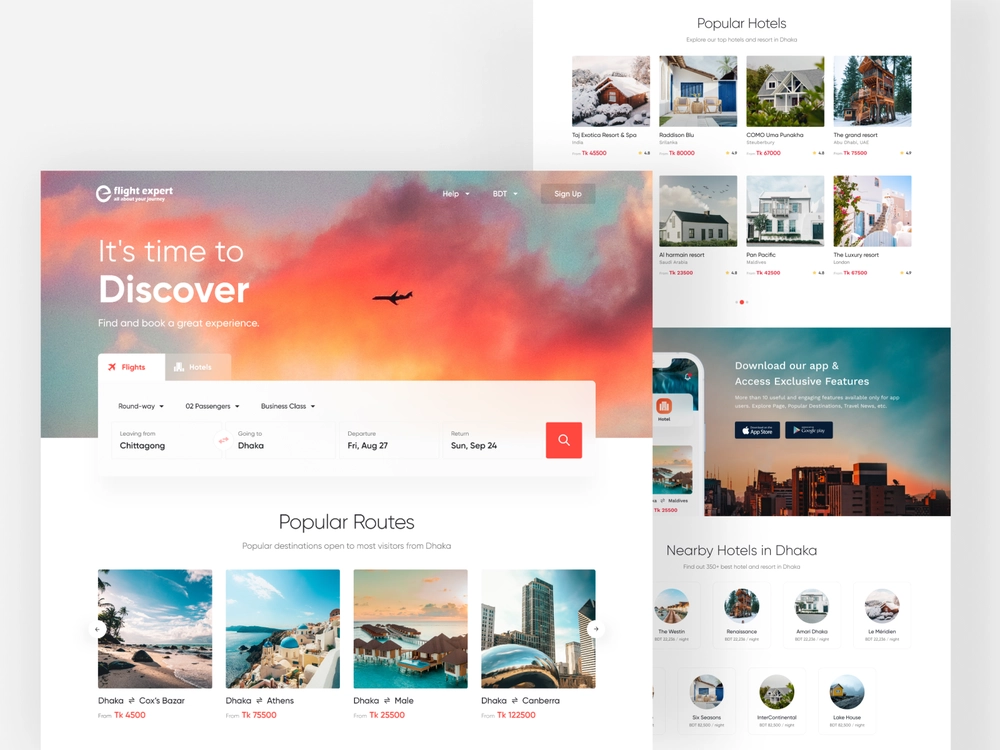 flight expert
all about your journey
Help
BDT
Sign Up
It's time to
Discover
Find and book a great experience.
Flights
Hotels
Round-way
02 Passengers
Business Class
Leaving from
Chittagong
Going to
Dhaka
Departure
Fri, Aug 27
Return
Sun, Sep 24
Popular Routes
Popular destinations open to most visitors from Dhaka
Dhaka ⇌ Cox's Bazar
From Tk 4500
Dhaka ⇌ Athens
From Tk 75500
Dhaka ⇌ Male
From Tk 25500
Dhaka ⇌ Canberra
From Tk 122500
Popular Hotels
Explore our top hotels and resort in Dhaka
Taj Exotica Resort & Spa
India
From Tk 45500
4.8
Raddison Blu
Srilanka
From Tk 80000
4.9
COMO Uma Punakha
Steuterbury
From Tk 67000
4.8
The grand resort
Abu Dhabi, UAE
From Tk 75500
4.9
Al harmain resort
Saudi Arabia
From Tk 23500
4.8
Pan Pacific
Maldives
From Tk 42500
4.8
The Luxury resort
London
From Tk 67500
4.9
Hotel
Maldives
Tk 25500
Download our app &
Access Exclusive Features
More than 10 useful and engaging features available only for app
users. Explore Page, Popular Destinations, Travel News, etc.
Download on the
App Store
Google play
Nearby Hotels in Dhaka
Find out 350+ best hotel and resort in Dhaka
The Westin
BDT 22,236 / night
Renaissance
BDT 22,236 / night
Amari Dhaka
BDT 22,236 / night
Le Méridien
BDT 22,236 / night
Six Seasons
BDT 82,500 / night
InterContinental
BDT 82,500 / night
Lake House
BDT 82,500 / night